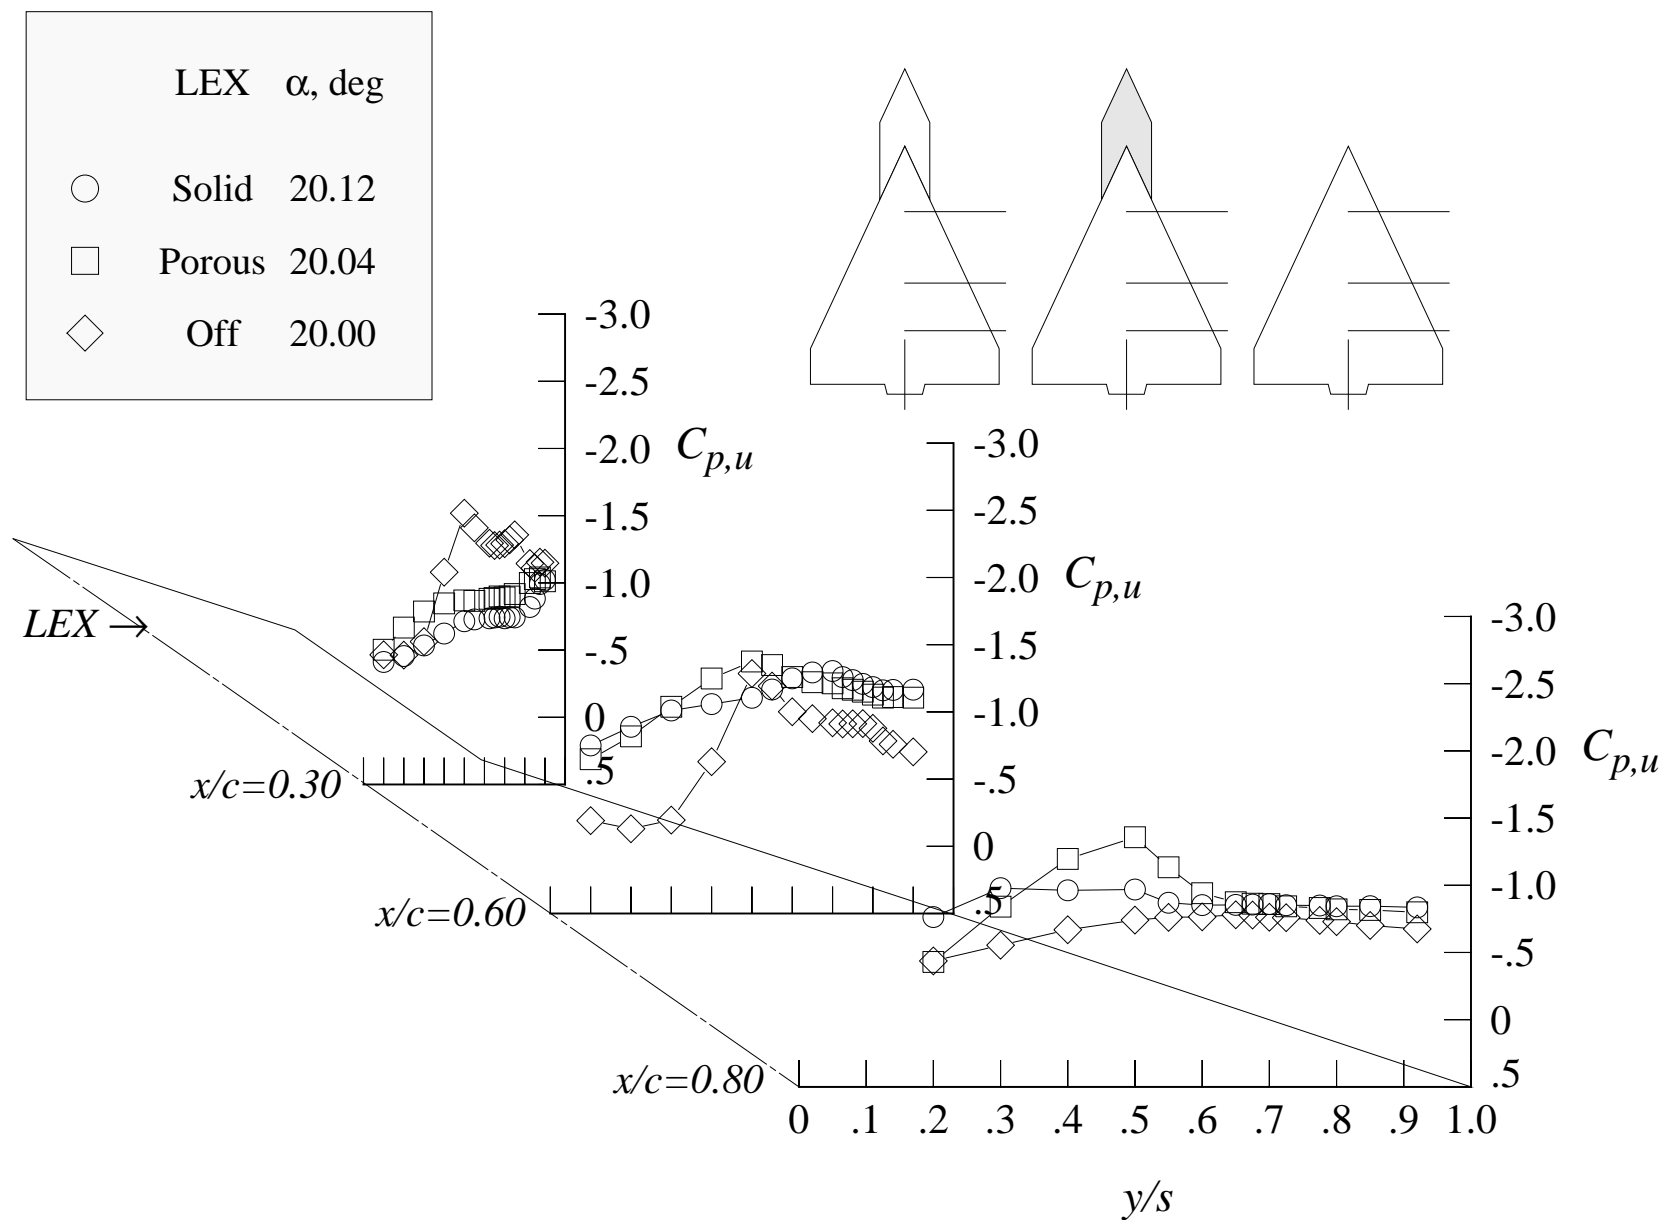 LEX α, deg
Solid 20.12
Porous 20.04
Off 20.00
-3.0
-2.5
-2.0
-1.5
-1.0
-.5
0
.5
Cp,u
x/c=0.30
LEX →
-3.0
-2.5
-2.0
-1.5
-1.0
-.5
0
.5
Cp,u
x/c=0.60
-3.0
-2.5
-2.0
-1.5
-1.0
-.5
0
.5
Cp,u
x/c=0.80
0 .1 .2 .3 .4 .5 .6 .7 .8 .9 1.0
y/s